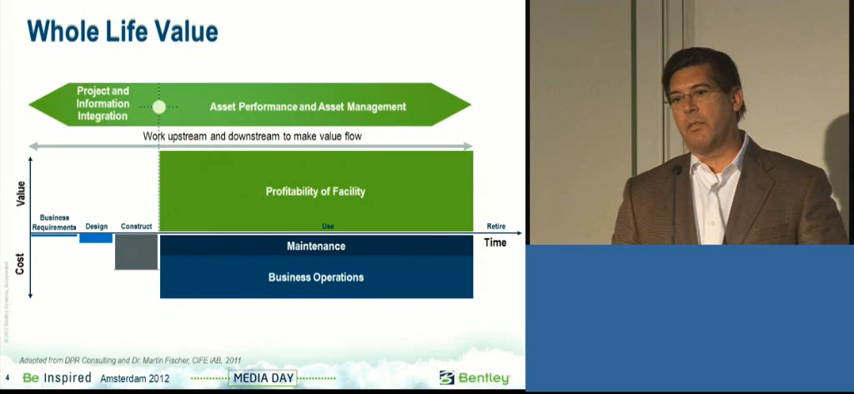 Whole Life Value
Project and
Information
Integration
Asset Performance and Asset Management
Work upstream and downstream to make value flow
Value
Profitability of Facility
Business
Requirements
Design
Construct
Use
Retire
Time
Cost
Maintenance
Business Operations
Adapted from DPR Consulting and Dr. Martin Fischer, CIFE IAB, 2011
4 Be Inspired Amsterdam 2012 MEDIA DAY Bentley